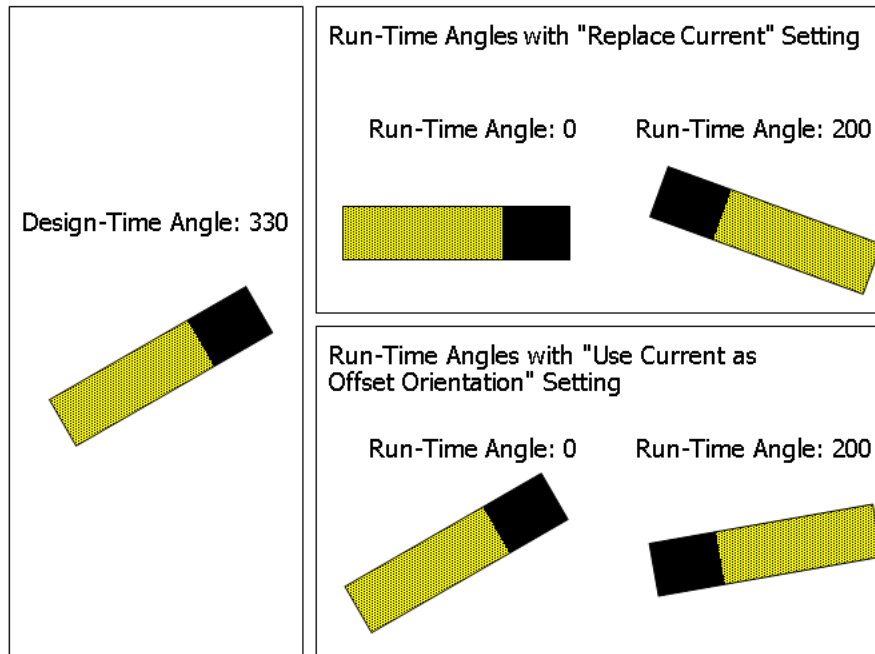 Design-Time Angle: 330
Run-Time Angles with "Replace Current" Setting
Run-Time Angle: 0
Run-Time Angle: 200
Run-Time Angles with "Use Current as
Offset Orientation" Setting
Run-Time Angle: 0
Run-Time Angle: 200